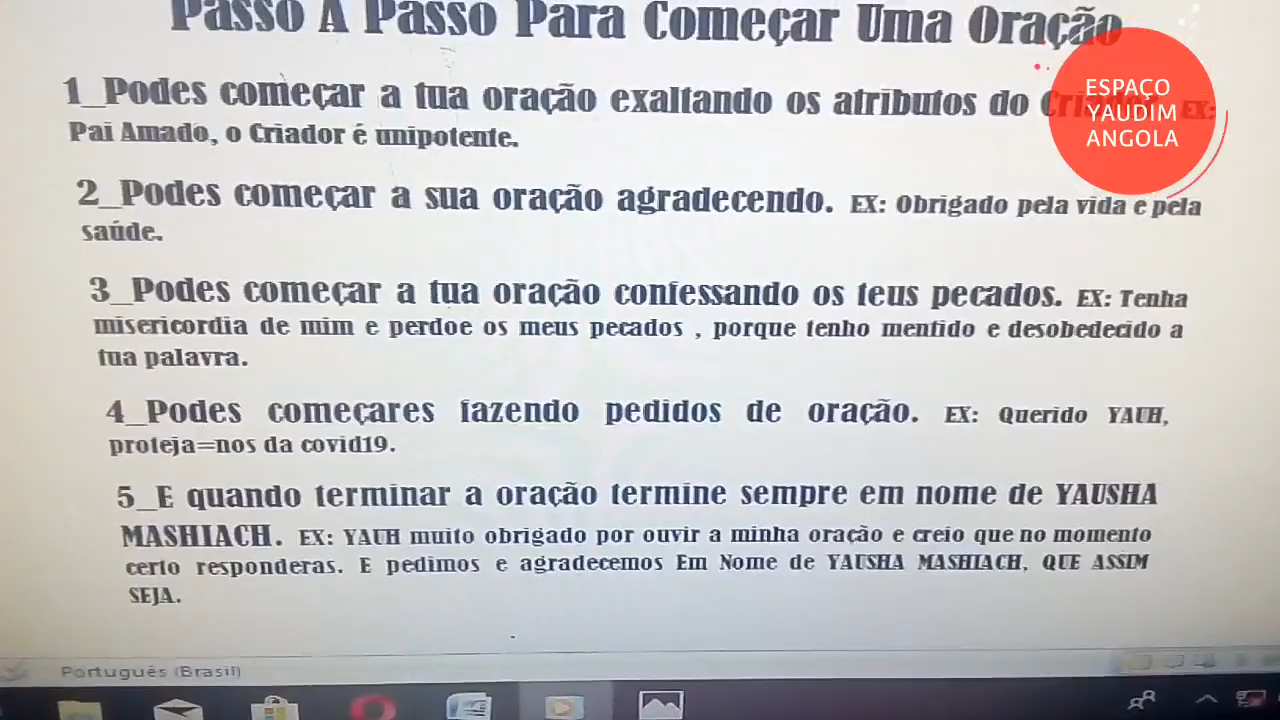 Passo A Passo Para Começar Uma Oração
1_Podes começar a tua oração exaltando os atributos do Criador. EX:
Pai Amado, o Criador é unipotente.
2_Podes começar a sua oração agradecendo. EX: Obrigado pela vida e pela
saúde.
3_Podes começar a tua oração confessando os teus pecados. EX: Tenha
misericordia de mim e perdoe os meus pecados , porque tenho mentido e desobedecido a
tua palavra.
4_Podes começares fazendo pedidos de oração. EX: Querido YAUH,
proteja=nos da covid19.
5_E quando terminar a oração termine sempre em nome de YAUSHA
MASHIACH. EX: YAUH muito obrigado por ouvir a minha oração e creio que no momento
certo responderas. E pedimos e agradecemos Em Nome de YAUSHA MASHIACH, QUE ASSIM
SEJA.
ESPAÇO
YAUDIM
ANGOLA
Português (Brasil)